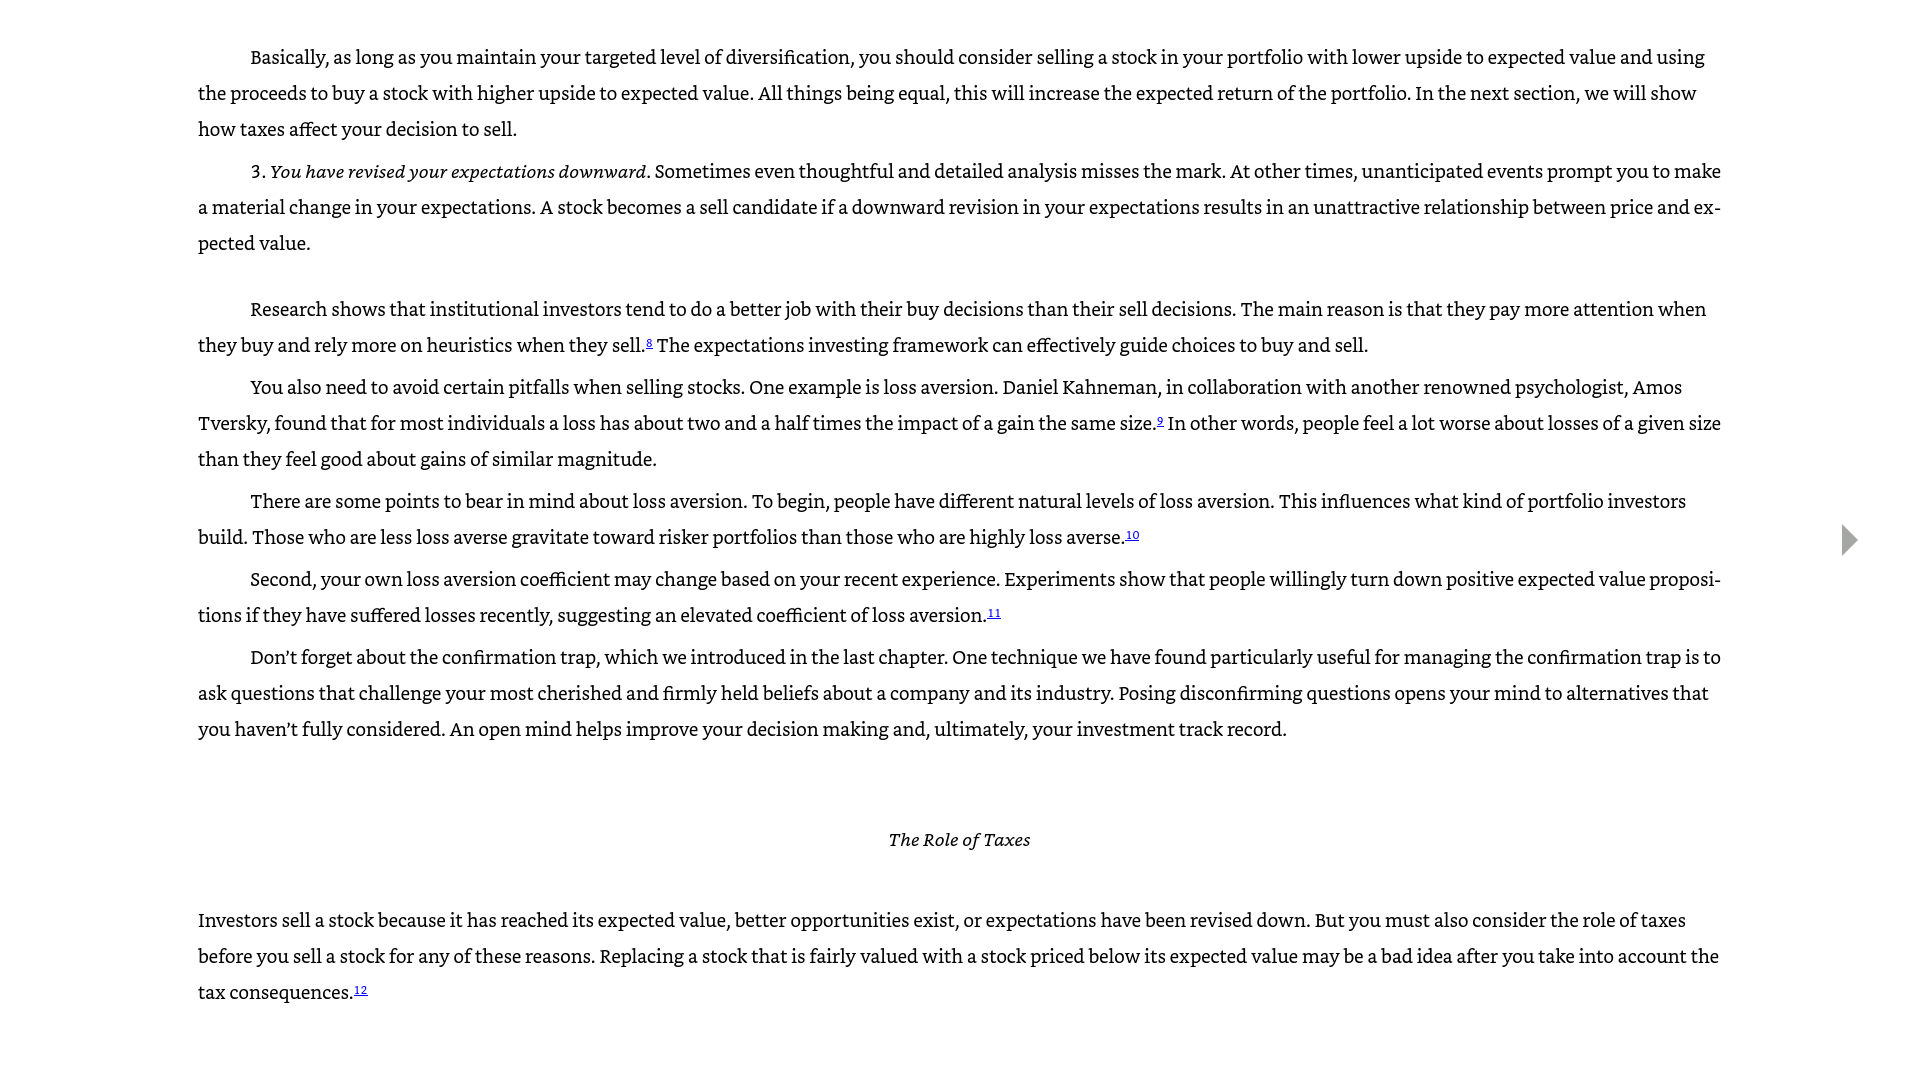 Basically, as long as you maintain your targeted level of diversification, you should consider selling a stock in your portfolio with lower upside to expected value and using
the proceeds to buy a stock with higher upside to expected value. All things being equal, this will increase the expected return of the portfolio. In the next section, we will show
how taxes affect your decision to sell.
3. You have revised your expectations downward. Sometimes even thoughtful and detailed analysis misses the mark. At other times, unanticipated events prompt you to make
a material change in your expectations. A stock becomes a sell candidate if a downward revision in your expectations results in an unattractive relationship between price and ex-
pected value.
Research shows that institutional investors tend to do a better job with their buy decisions than their sell decisions. The main reason is that they pay more attention when
they buy and rely more on heuristics when they sell.8 The expectations investing framework can effectively guide choices to buy and sell.
You also need to avoid certain pitfalls when selling stocks. One example is loss aversion. Daniel Kahneman, in collaboration with another renowned psychologist, Amos
Tversky, found that for most individuals a loss has about two and a half times the impact of a gain the same size.9 In other words, people feel a lot worse about losses of a given size
than they feel good about gains of similar magnitude.
There are some points to bear in mind about loss aversion. To begin, people have different natural levels of loss aversion. This influences what kind of portfolio investors
build. Those who are less loss averse gravitate toward risker portfolios than those who are highly loss averse.10
Second, your own loss aversion coefficient may change based on your recent experience. Experiments show that people willingly turn down positive expected value proposi-
tions if they have suffered losses recently, suggesting an elevated coefficient of loss aversion.11
Don’t forget about the confirmation trap, which we introduced in the last chapter. One technique we have found particularly useful for managing the confirmation trap is to
ask questions that challenge your most cherished and firmly held beliefs about a company and its industry. Posing disconfirming questions opens your mind to alternatives that
you haven’t fully considered. An open mind helps improve your decision making and, ultimately, your investment track record.
The Role of Taxes
Investors sell a stock because it has reached its expected value, better opportunities exist, or expectations have been revised down. But you must also consider the role of taxes
before you sell a stock for any of these reasons. Replacing a stock that is fairly valued with a stock priced below its expected value may be a bad idea after you take into account the
tax consequences.12